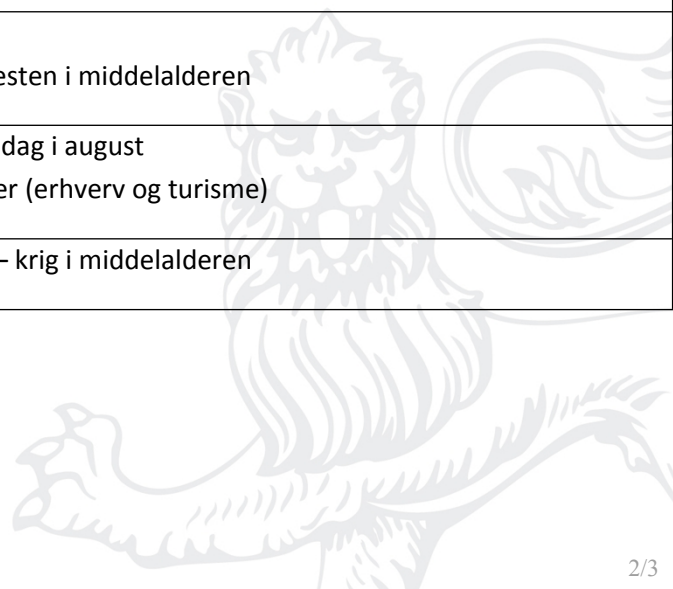 esten i middelalderen
dag i august
er (erhverv og turisme)
– krig i middelalderen
2/3